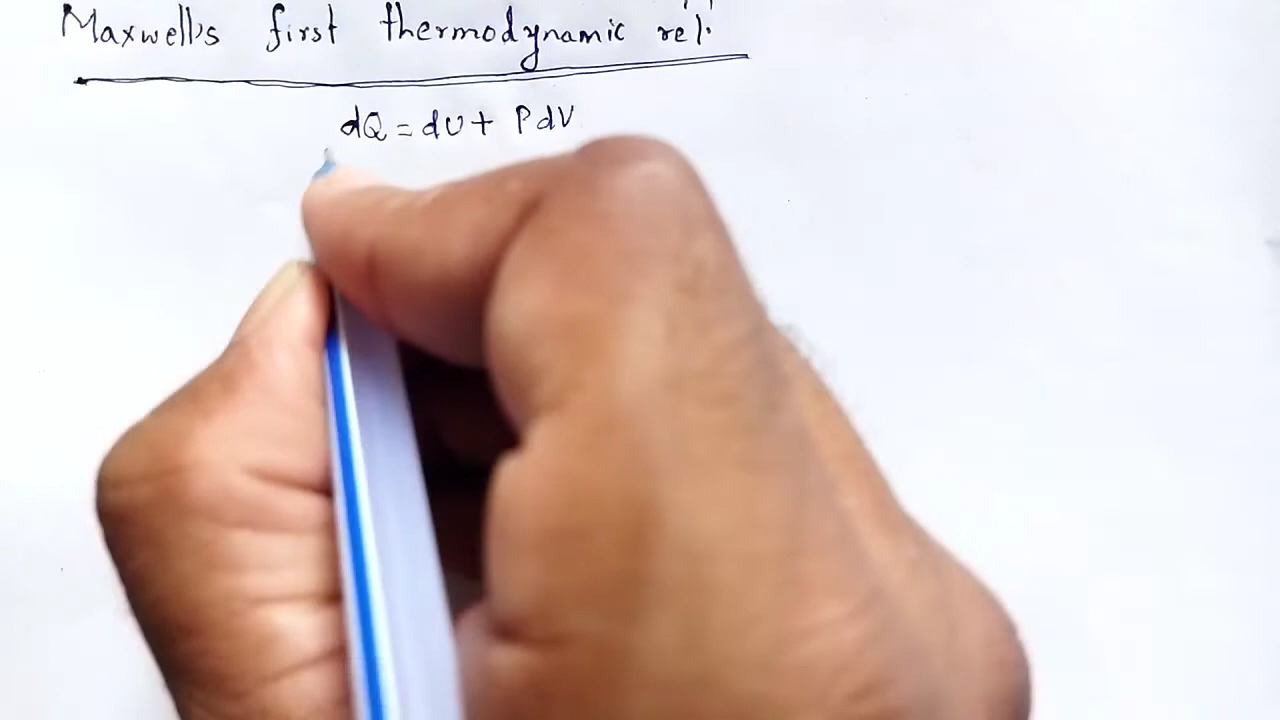 Maxwell's first thermodynamic rel.
dQ = dU + PdV